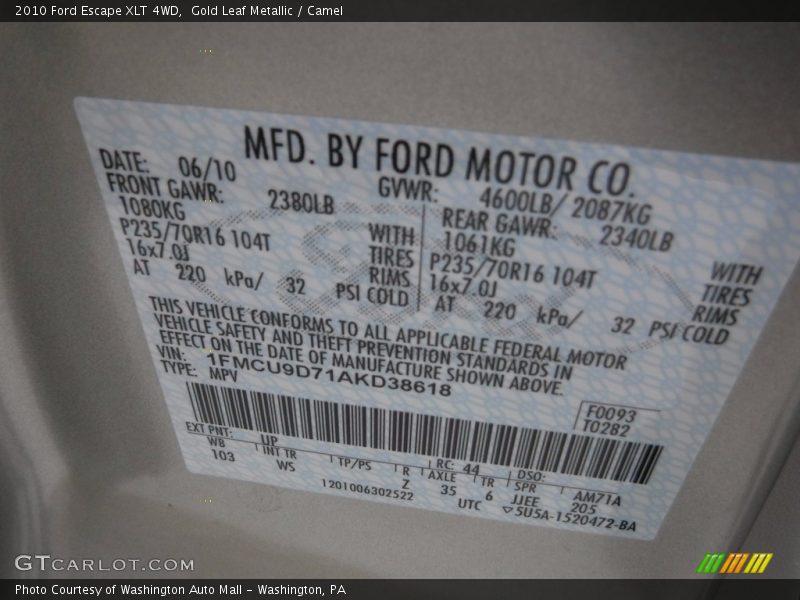 2010 Ford Escape XLT 4WD, Gold Leaf Metallic / Camel
MFD. BY FORD MOTOR CO.
DATE: 06/10 GVWR: 4600LB/ 2087KG
FRONT GAWR: 2380LB REAR GAWR: 2340LB
1080KG WITH 1061KG WITH
P235/70R16 104T TIRES P235/70R16 104T TIRES
16x7.0J RIMS 16x7.0J RIMS
AT 220 kPa/ 32 PSI COLD AT 220 kPa/ 32 PSI COLD
THIS VEHICLE CONFORMS TO ALL APPLICABLE FEDERAL MOTOR
VEHICLE SAFETY AND THEFT PREVENTION STANDARDS IN
EFFECT ON THE DATE OF MANUFACTURE SHOWN ABOVE.
VIN: 1FMCU9D71AKD38618
TYPE: MPV
F0093
T0282
EXT PNT: UP RC: 44 DSO:
WB INT TR TP/PS R AXLE TR SPR AM71A
103 WS Z 35 6 JJEE 205
1201006302522 UTC ▽5U5A-1520472-BA
GTCARLOT.COM
Photo Courtesy of Washington Auto Mall – Washington, PA